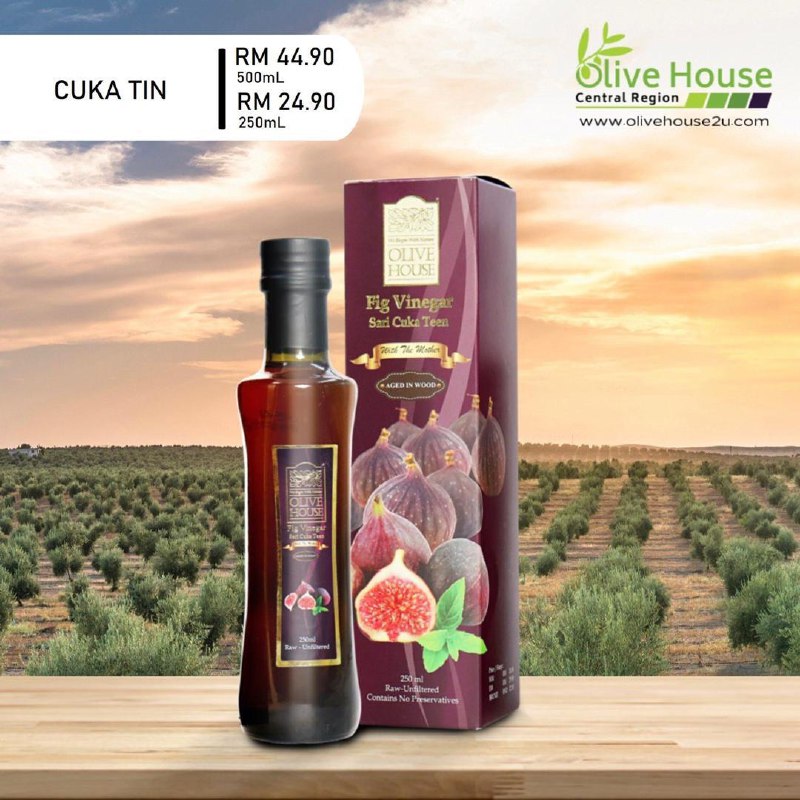 CUKA TIN
RM 44.90
500mL
RM 24.90
250mL
Olive House
Central Region
www.olivehouse2u.com
OLIVE
HOUSE
Fig Vinegar
Sari Cuka Teen
With The Mother
AGED IN WOOD
250 ml
Raw-Unfiltered
Contains No Preservatives
OLIVE
HOUSE
Fig Vinegar
Sari Cuka Teen
250ml
Raw - Unfiltered